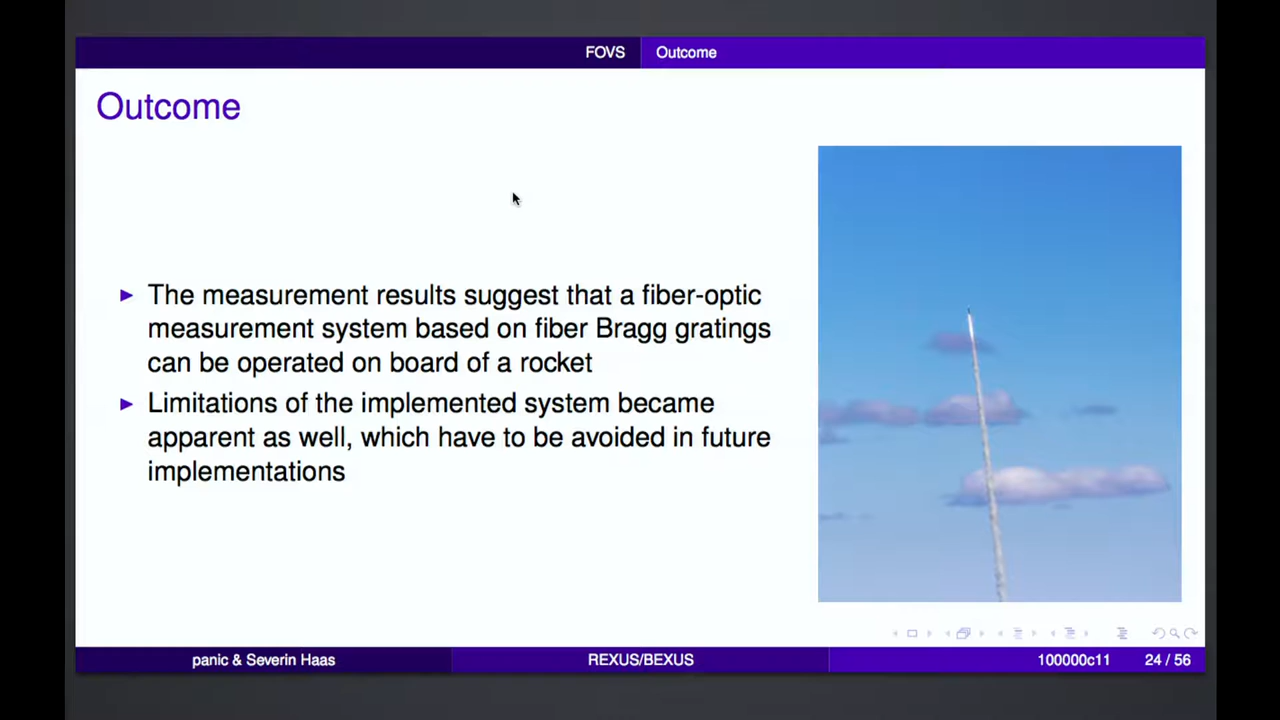 FOVS Outcome
Outcome
The measurement results suggest that a fiber-optic
measurement system based on fiber Bragg gratings
can be operated on board of a rocket
Limitations of the implemented system became
apparent as well, which have to be avoided in future
implementations
panic & Severin Haas REXUS/BEXUS 100000c11 24 / 56